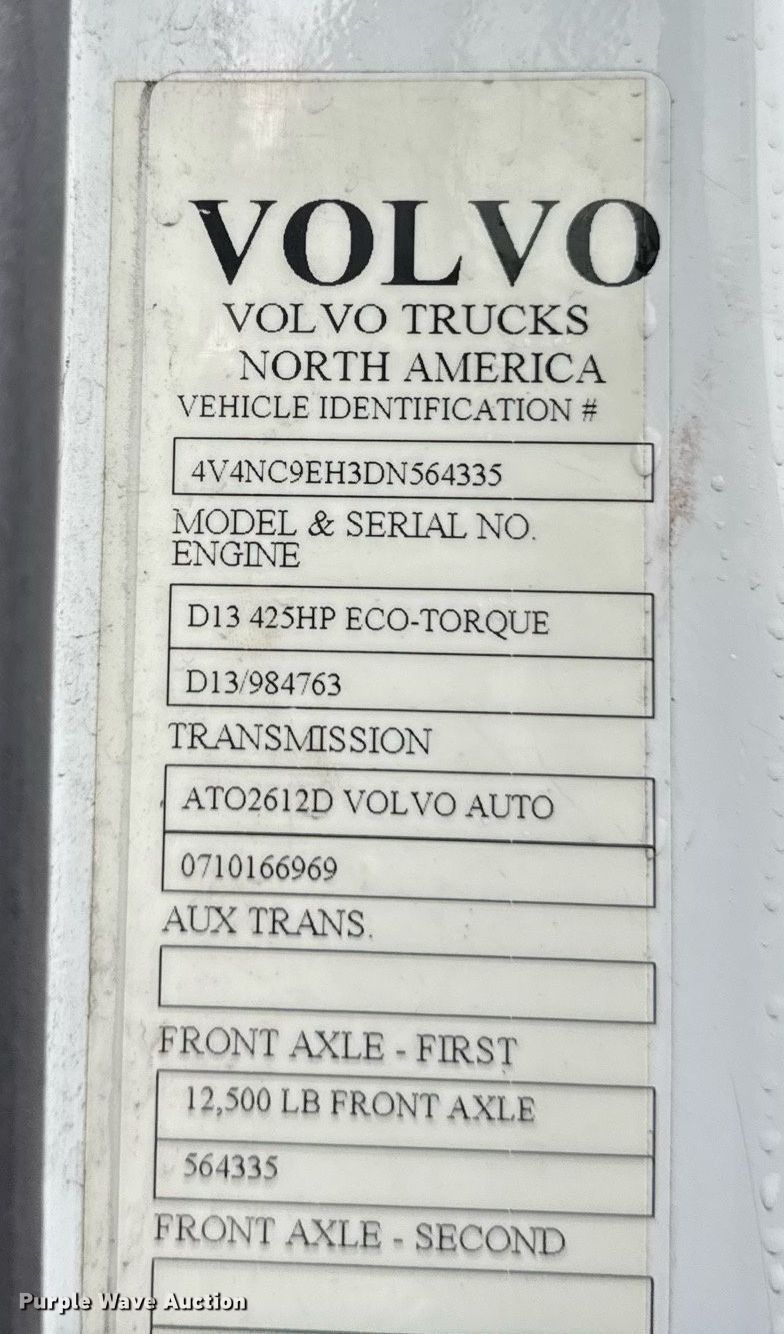 VOLVO
VOLVO TRUCKS
NORTH AMERICA
VEHICLE IDENTIFICATION #
4V4NC9EH3DN564335
MODEL & SERIAL NO.
ENGINE
D13 425HP ECO-TORQUE
D13/984763
TRANSMISSION
ATO2612D VOLVO AUTO
0710166969
AUX TRANS.
FRONT AXLE - FIRST
12,500 LB FRONT AXLE
564335
FRONT AXLE - SECOND
Purple Wave Auction